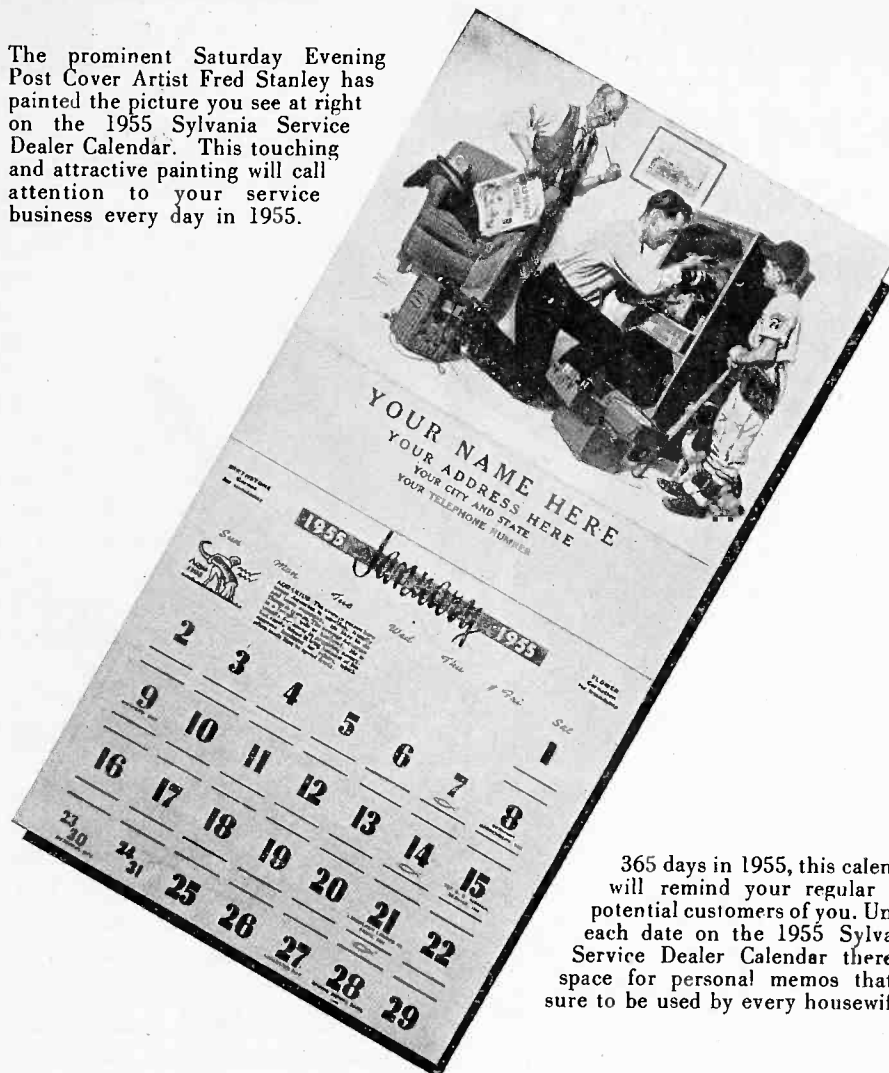 The prominent Saturday Evening
Post Cover Artist Fred Stanley has
painted the picture you see at right
on the 1955 Sylvania Service
Dealer Calendar. This touching
and attractive painting will call
attention to your service
business every day in 1955.
YOUR NAME HERE
YOUR ADDRESS HERE
YOUR CITY AND STATE
YOUR TELEPHONE NUMBER
1955 January 1955
Sun Mon Tue Wed Thu Fri Sat
1
2 3 4 5 6 7 8
9 10 11 12 13 14 15
16 17 18 19 20 21 22
23 30 24 31 25 26 27 28 29
FLOWER
365 days in 1955, this calen
will remind your regular
potential customers of you. Un
each date on the 1955 Sylva
Service Dealer Calendar there
space for personal memos that
sure to be used by every housewif